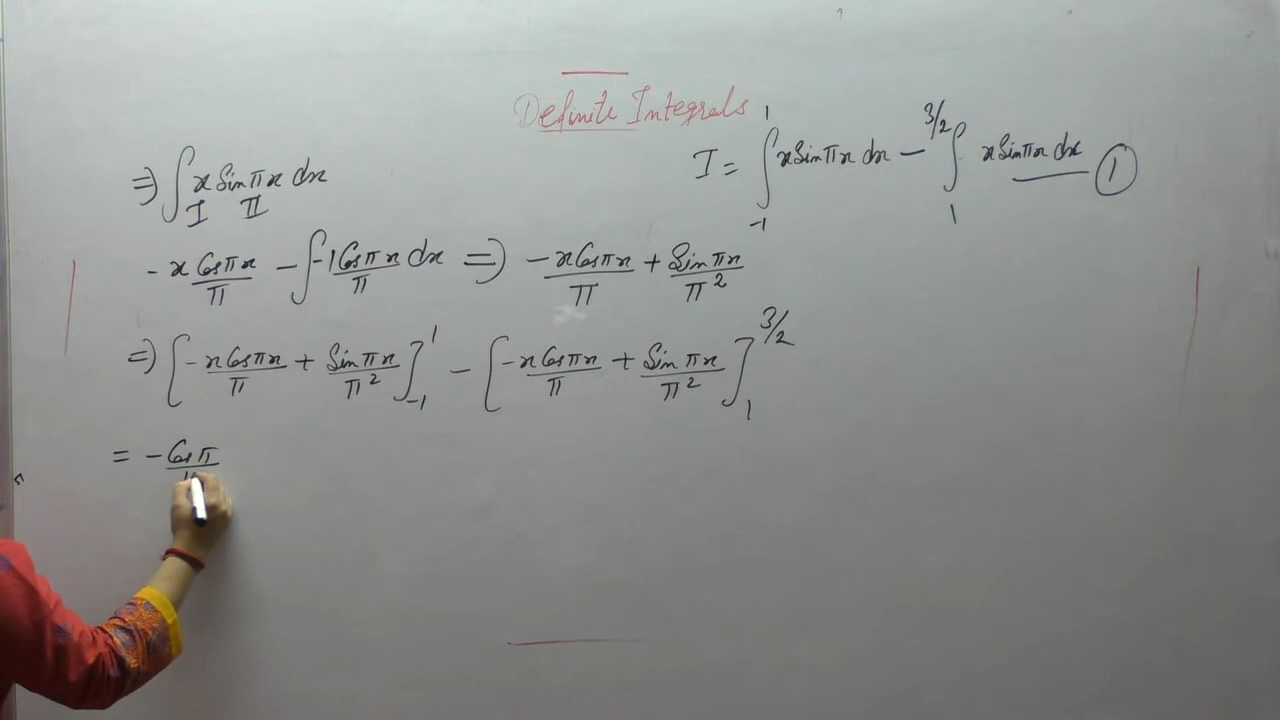 Definite Integrals
I = ∫_{-1}^{1} x Sin πx dx − ∫_{1}^{3/2} x Sin πx dx ①
⇒ ∫ x Sin πx dx
I II
- x Cos πx / π − ∫ -1 Cos πx / π dx ⇒ -x Cos πx / π + Sin πx / π²
⇒ [-x Cos πx / π + Sin πx / π²]_{-1}^{1} − [-x Cos πx / π + Sin πx / π²]_{1}^{3/2}
= - Cos π